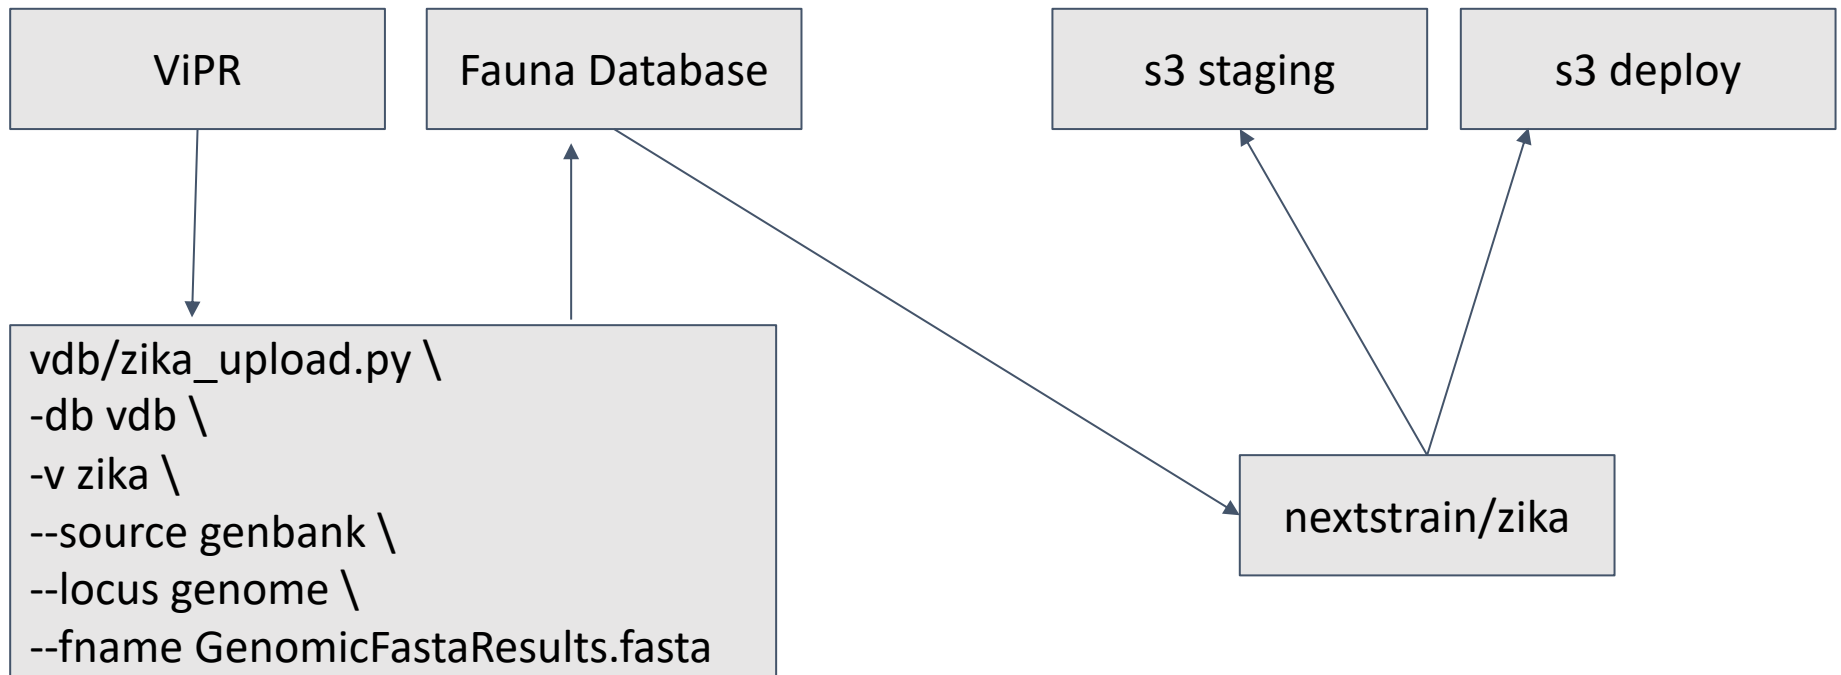 ViPR
Fauna Database
s3 staging
s3 deploy
vdb/zika_upload.py \
-db vdb \
-v zika \
--source genbank \
--locus genome \
--fname GenomicFastaResults.fasta
nextstrain/zika